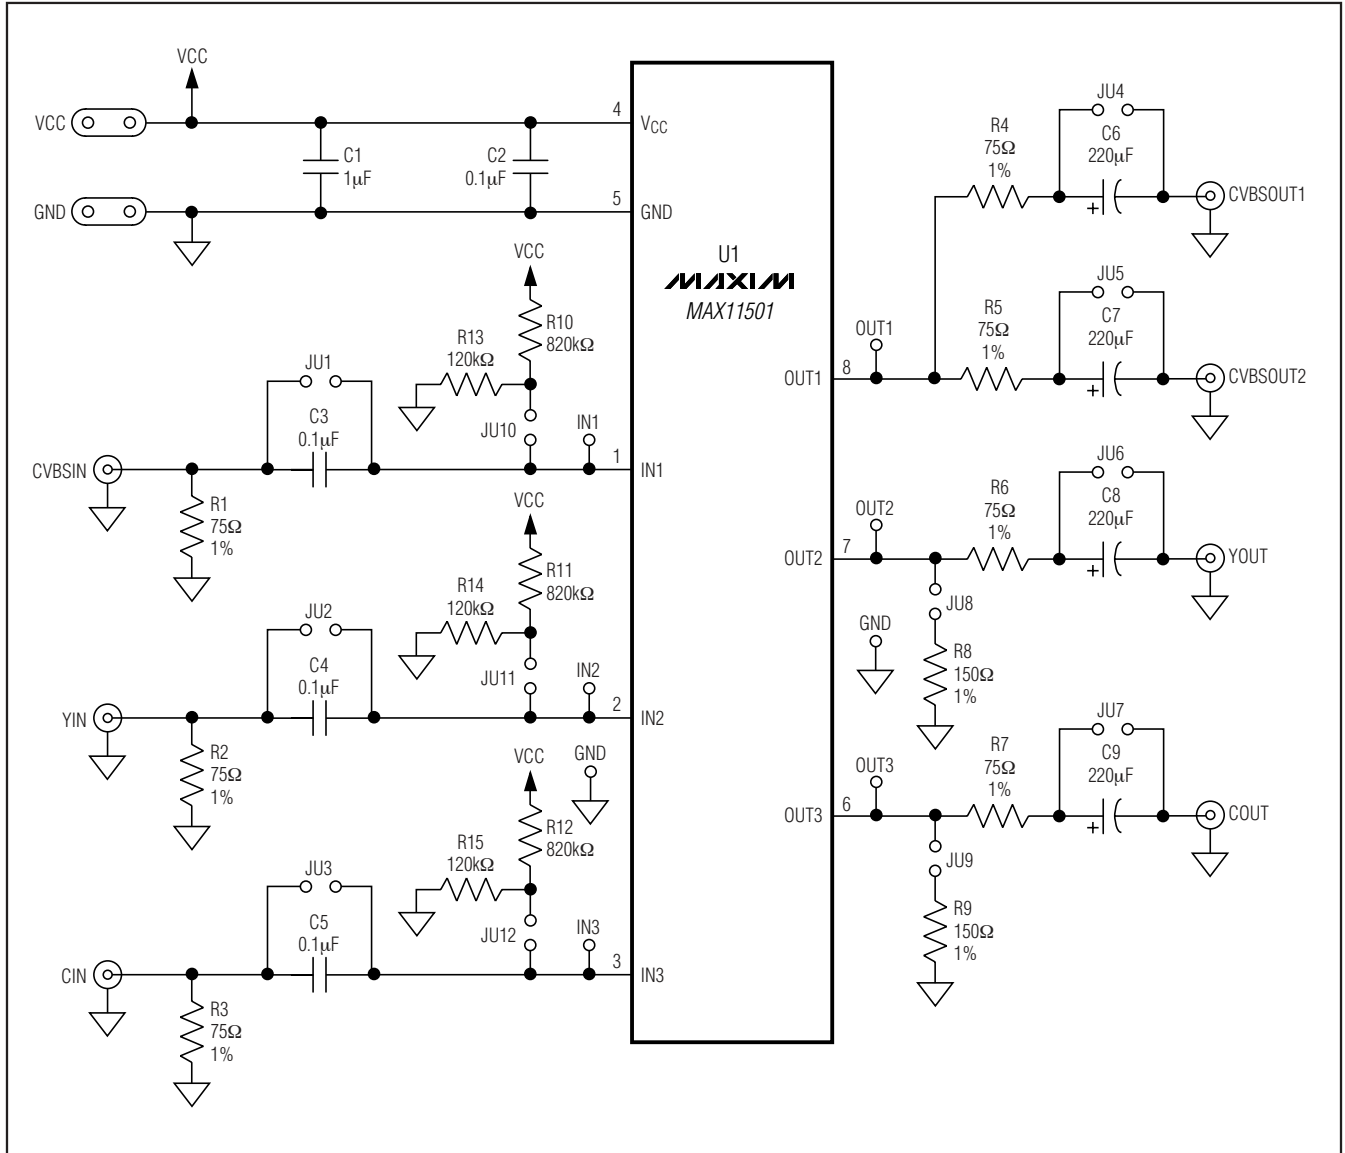 VCC
VCC
C1
1µF
C2
0.1µF
GND
4
VCC
5
GND
U1
MAXIM
MAX11501
VCC
R10
820kΩ
R13
120kΩ
JU1
C3
0.1µF
JU10
IN1
1
IN1
CVBSIN
R1
75Ω
1%
VCC
R11
820kΩ
R14
120kΩ
JU2
C4
0.1µF
JU11
IN2
2
IN2
YIN
R2
75Ω
1%
GND
VCC
R12
820kΩ
R15
120kΩ
JU3
C5
0.1µF
JU12
IN3
3
IN3
CIN
R3
75Ω
1%
JU4
C6
220µF
+
R4
75Ω
1%
CVBSOUT1
JU5
C7
220µF
+
R5
75Ω
1%
OUT1
8
OUT1
CVBSOUT2
JU6
C8
220µF
+
R6
75Ω
1%
OUT2
7
OUT2
YOUT
JU8
R8
150Ω
1%
GND
JU7
C9
220µF
+
R7
75Ω
1%
OUT3
6
OUT3
COUT
JU9
R9
150Ω
1%